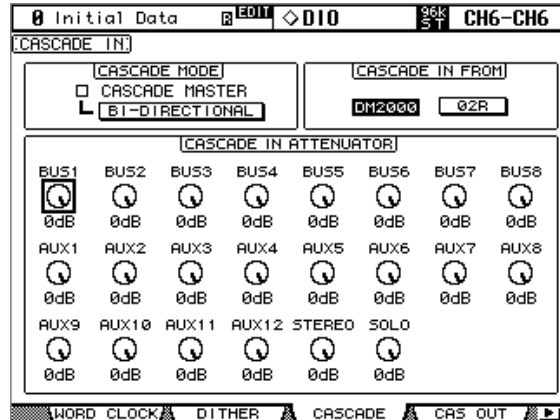 0 Initial Data R EDIT ◇DIO 96K ST CH6-CH6
CASCADE IN
CASCADE MODE CASCADE IN FROM
CASCADE MASTER
BI-DIRECTIONAL DM2000 02R
CASCADE IN ATTENUATOR
BUS1 BUS2 BUS3 BUS4 BUS5 BUS6 BUS7 BUS8
0dB 0dB 0dB 0dB 0dB 0dB 0dB 0dB
AUX1 AUX2 AUX3 AUX4 AUX5 AUX6 AUX7 AUX8
0dB 0dB 0dB 0dB 0dB 0dB 0dB 0dB
AUX9 AUX10 AUX11 AUX12 STEREO SOLO
0dB 0dB 0dB 0dB 0dB 0dB
WORD CLOCK DITHER CASCADE CAS OUT